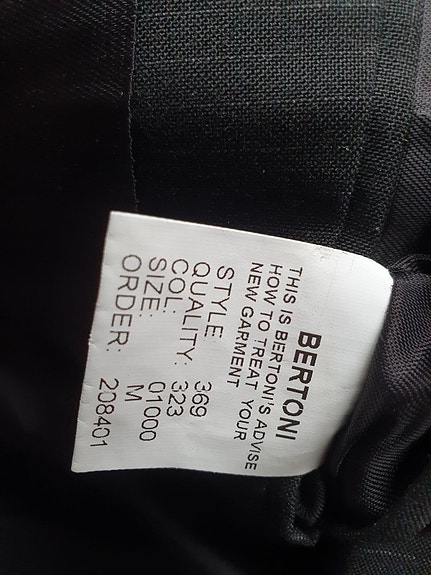 BERTONI
THIS IS BERTONI'S ADVISE
HOW TO TREAT YOUR
NEW GARMENT
STYLE: 369
QUALITY: 323
COL: 01000
SIZE: M
ORDER: 208401